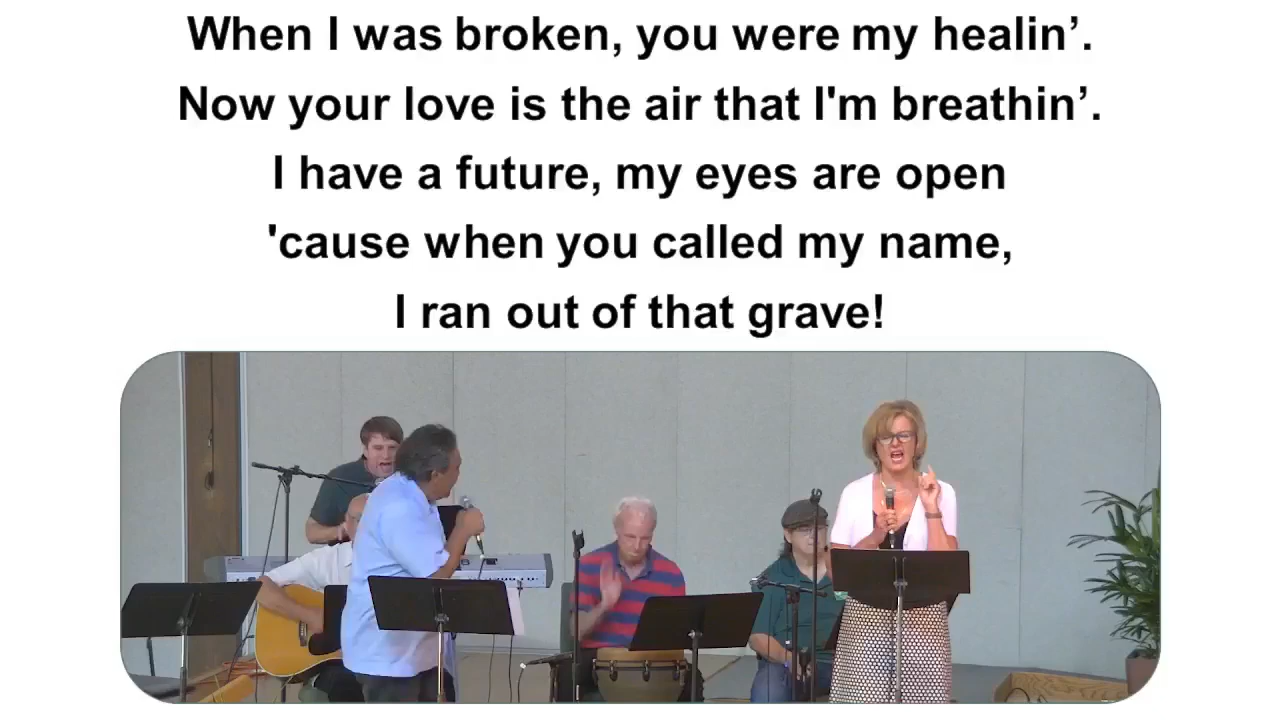 When I was broken, you were my healin’.
Now your love is the air that I'm breathin’.
I have a future, my eyes are open
'cause when you called my name,
I ran out of that grave!